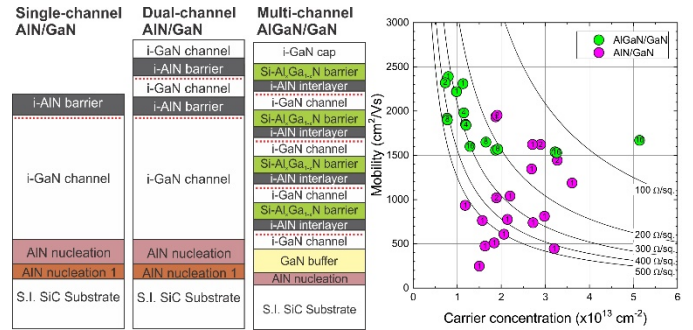 Single-channel
AlN/GaN
i-AlN barrier
i-GaN channel
AlN nucleation
AlN nucleation 1
S.I. SiC Substrate
Dual-channel
AlN/GaN
i-GaN channel
i-AlN barrier
i-GaN channel
i-AlN barrier
i-GaN channel
AlN nucleation
AlN nucleation 1
S.I. SiC Substrate
Multi-channel
AlGaN/GaN
i-GaN cap
Si-AlxGa1-xN barrier
i-AlN interlayer
i-GaN channel
Si-AlxGa1-xN barrier
i-AlN interlayer
i-GaN channel
Si-AlxGa1-xN barrier
i-AlN interlayer
i-GaN channel
Si-AlxGa1-xN barrier
i-AlN interlayer
i-GaN channel
GaN buffer
AlN nucleation
S.I. SiC Substrate
Mobility (cm²/Vs)
3000
2500
2000
1500
1000
500
0
AlGaN/GaN
AlN/GaN
100 Ω/sq.
200 Ω/sq.
300 Ω/sq.
400 Ω/sq.
500 Ω/sq.
0 1 2 3 4 5 6
Carrier concentration (x10¹³ cm⁻²)